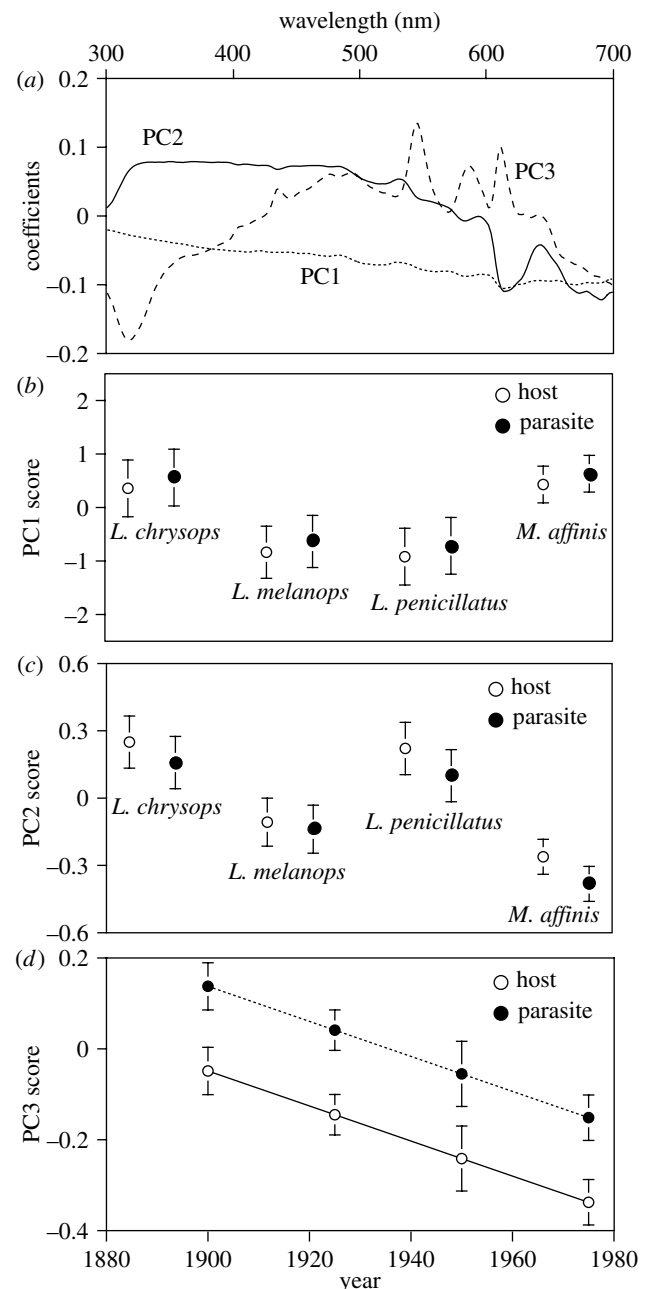 wavelength (nm)
300 400 500 600 700
(a)
0.2
0.1
0
–0.1
–0.2
coefficients
PC2
PC3
PC1
(b)
2
1
0
–1
–2
PC1 score
host
parasite
L. chrysops
L. melanops
L. penicillatus
M. affinis
(c)
0.6
0.3
0
–0.3
–0.6
PC2 score
host
parasite
L. chrysops
L. melanops
L. penicillatus
M. affinis
(d)
0.2
0
–0.2
–0.4
PC3 score
host
parasite
1880 1900 1920 1940 1960 1980
year